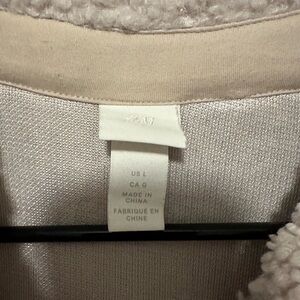 US L
CA G
MADE IN
CHINA
FABRIQUÉ EN
CHINE